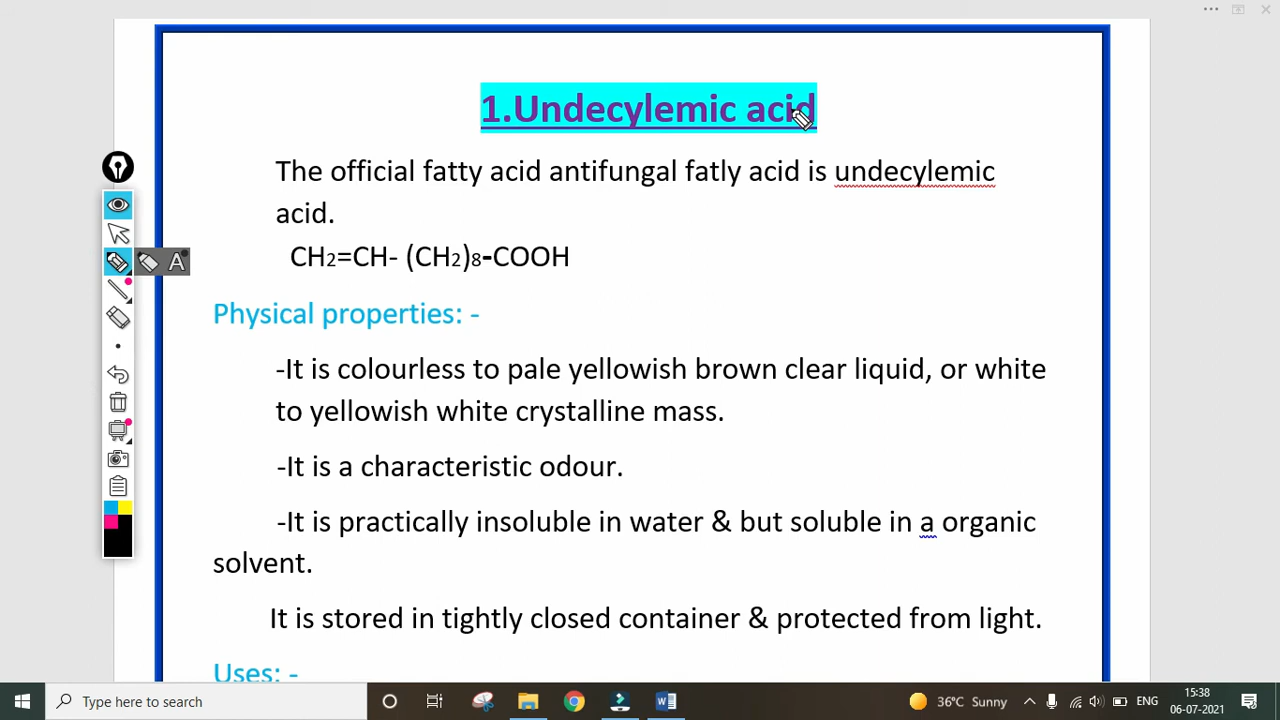 1.Undecylemic acid
The official fatty acid antifungal fatly acid is undecylemic
acid.
CH2=CH- (CH2)8-COOH
Physical properties: -
-It is colourless to pale yellowish brown clear liquid, or white
to yellowish white crystalline mass.
-It is a characteristic odour.
-It is practically insoluble in water & but soluble in a organic
solvent.
It is stored in tightly closed container & protected from light.
Uses: -
A
Type here to search
36°C Sunny
ENG
15:38
06-07-2021